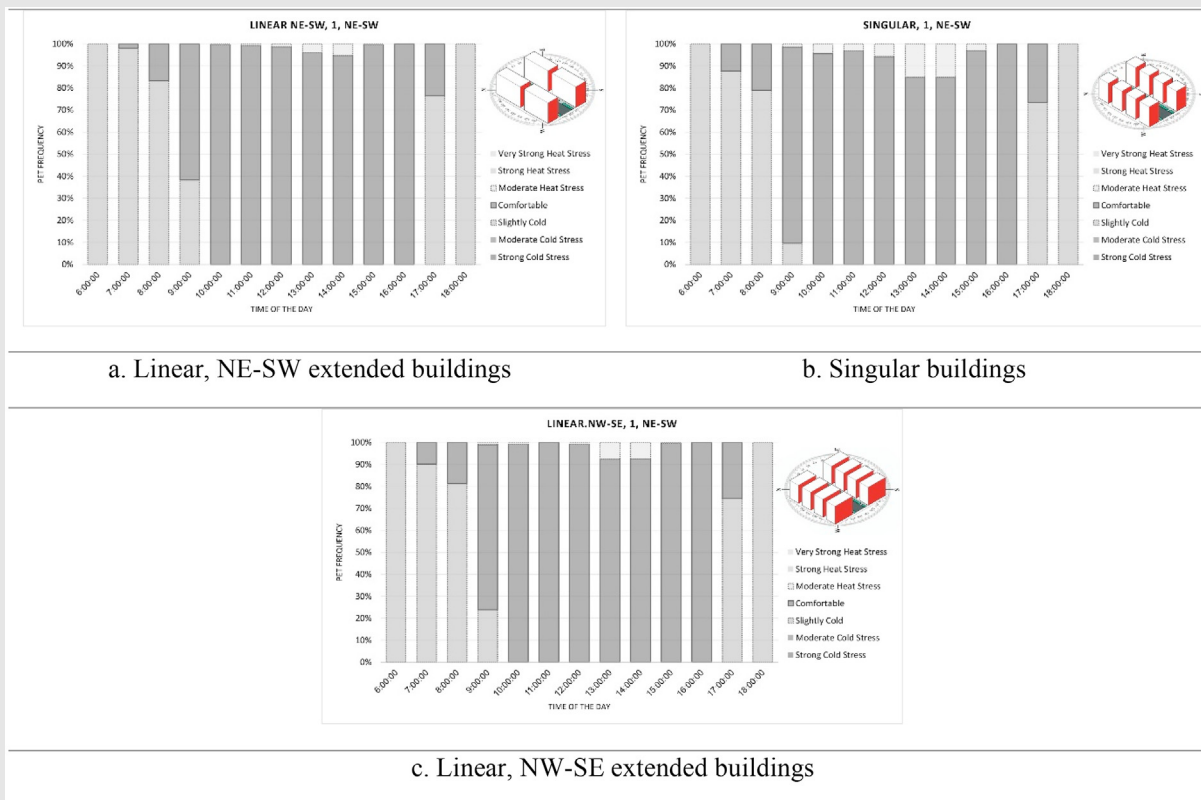 LINEAR NE-SW, 1, NE-SW
100%
90%
80%
70%
60%
50%
40%
30%
20%
10%
0%
PET FREQUENCY
6:00:00 7:00:00 8:00:00 9:00:00 10:00:00 11:00:00 12:00:00 13:00:00 14:00:00 15:00:00 16:00:00 17:00:00 18:00:00
TIME OF THE DAY
Very Strong Heat Stress
Strong Heat Stress
Moderate Heat Stress
Comfortable
Slightly Cold
Moderate Cold Stress
Strong Cold Stress
a. Linear, NE-SW extended buildings
SINGULAR, 1, NE-SW
100%
90%
80%
70%
60%
50%
40%
30%
20%
10%
0%
PET FREQUENCY
6:00:00 7:00:00 8:00:00 9:00:00 10:00:00 11:00:00 12:00:00 13:00:00 14:00:00 15:00:00 16:00:00 17:00:00 18:00:00
TIME OF THE DAY
Very Strong Heat Stress
Strong Heat Stress
Moderate Heat Stress
Comfortable
Slightly Cold
Moderate Cold Stress
Strong Cold Stress
b. Singular buildings
LINEAR.NW-SE, 1, NE-SW
100%
90%
80%
70%
60%
50%
40%
30%
20%
10%
0%
PET FREQUENCY
6:00:00 7:00:00 8:00:00 9:00:00 10:00:00 11:00:00 12:00:00 13:00:00 14:00:00 15:00:00 16:00:00 17:00:00 18:00:00
TIME OF THE DAY
Very Strong Heat Stress
Strong Heat Stress
Moderate Heat Stress
Comfortable
Slightly Cold
Moderate Cold Stress
Strong Cold Stress
c. Linear, NW-SE extended buildings